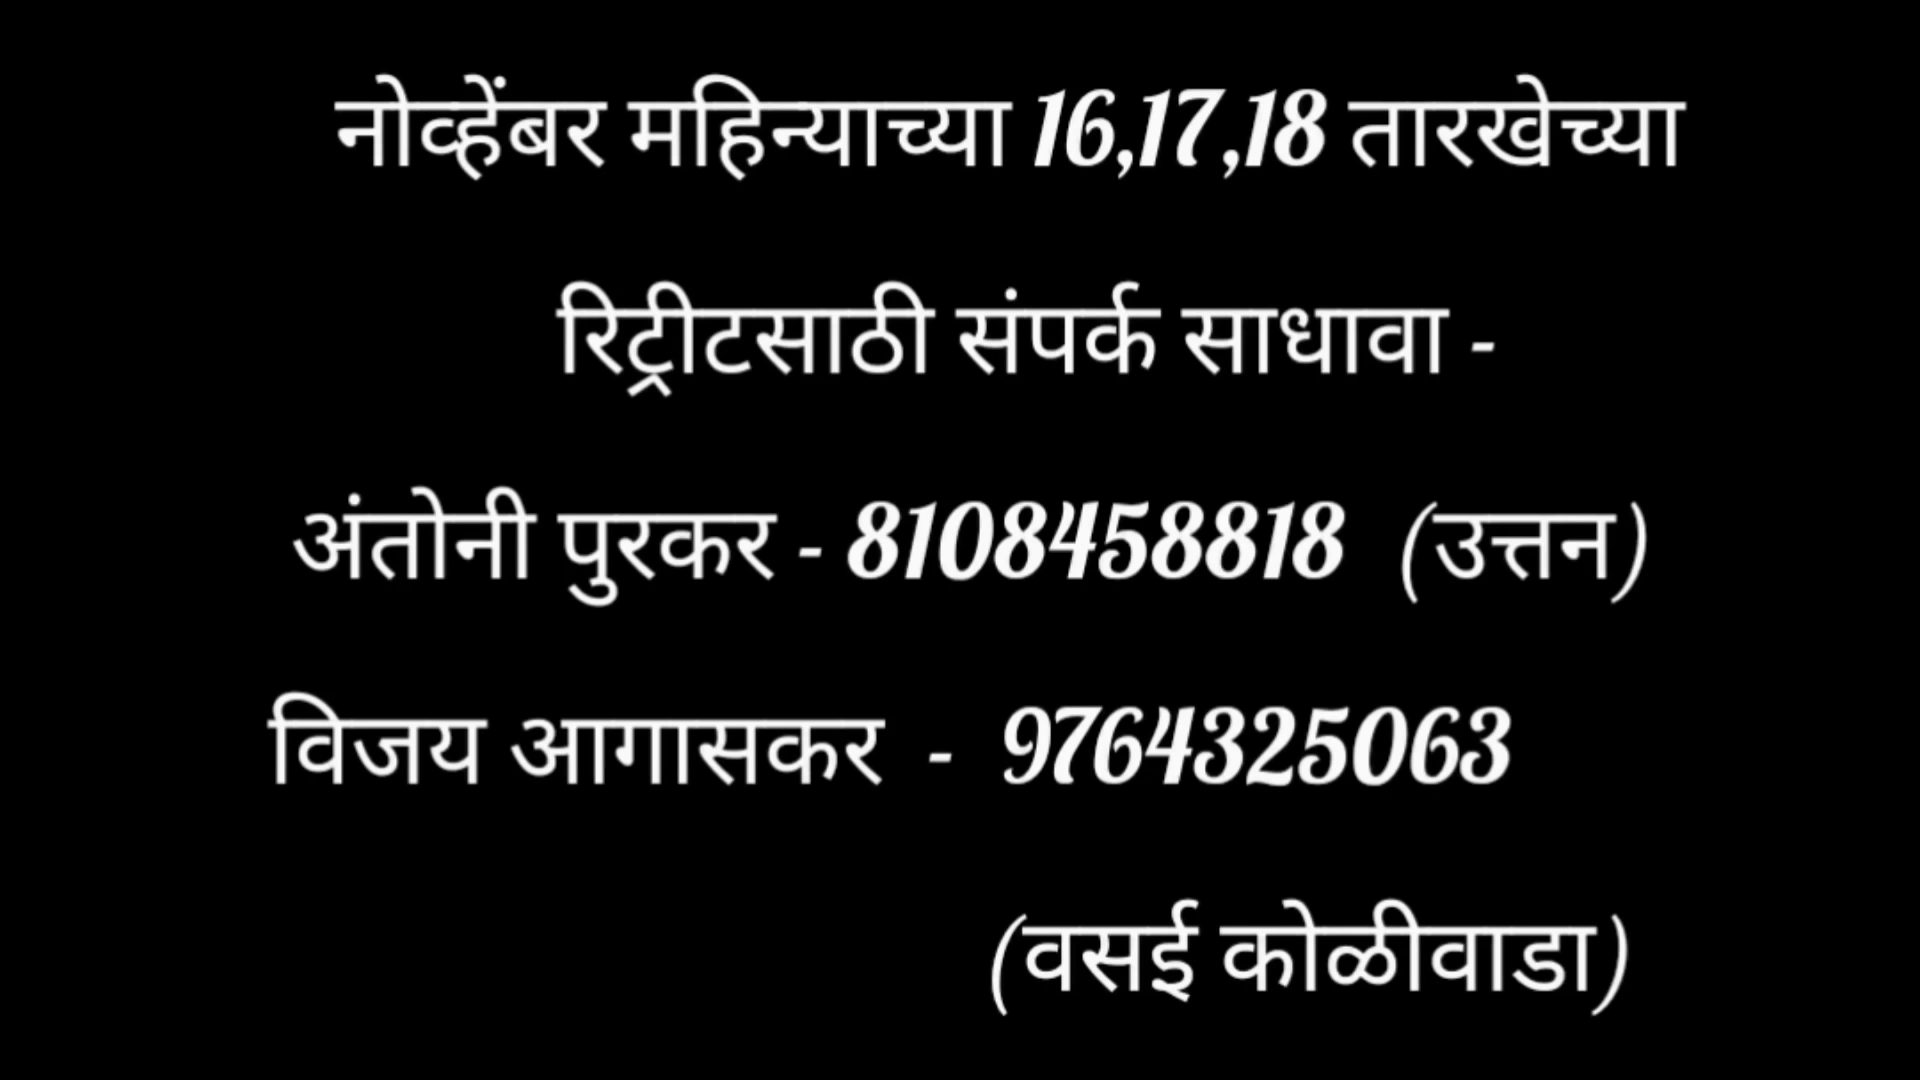 नोव्हेंबर महिन्याच्या 16,17,18 तारखेच्या
रिट्रीटसाठी संपर्क साधावा -
अंतोनी पुरकर - 8108458818 (उत्तन)
विजय आगासकर - 9764325063
(वसई कोळीवाडा)